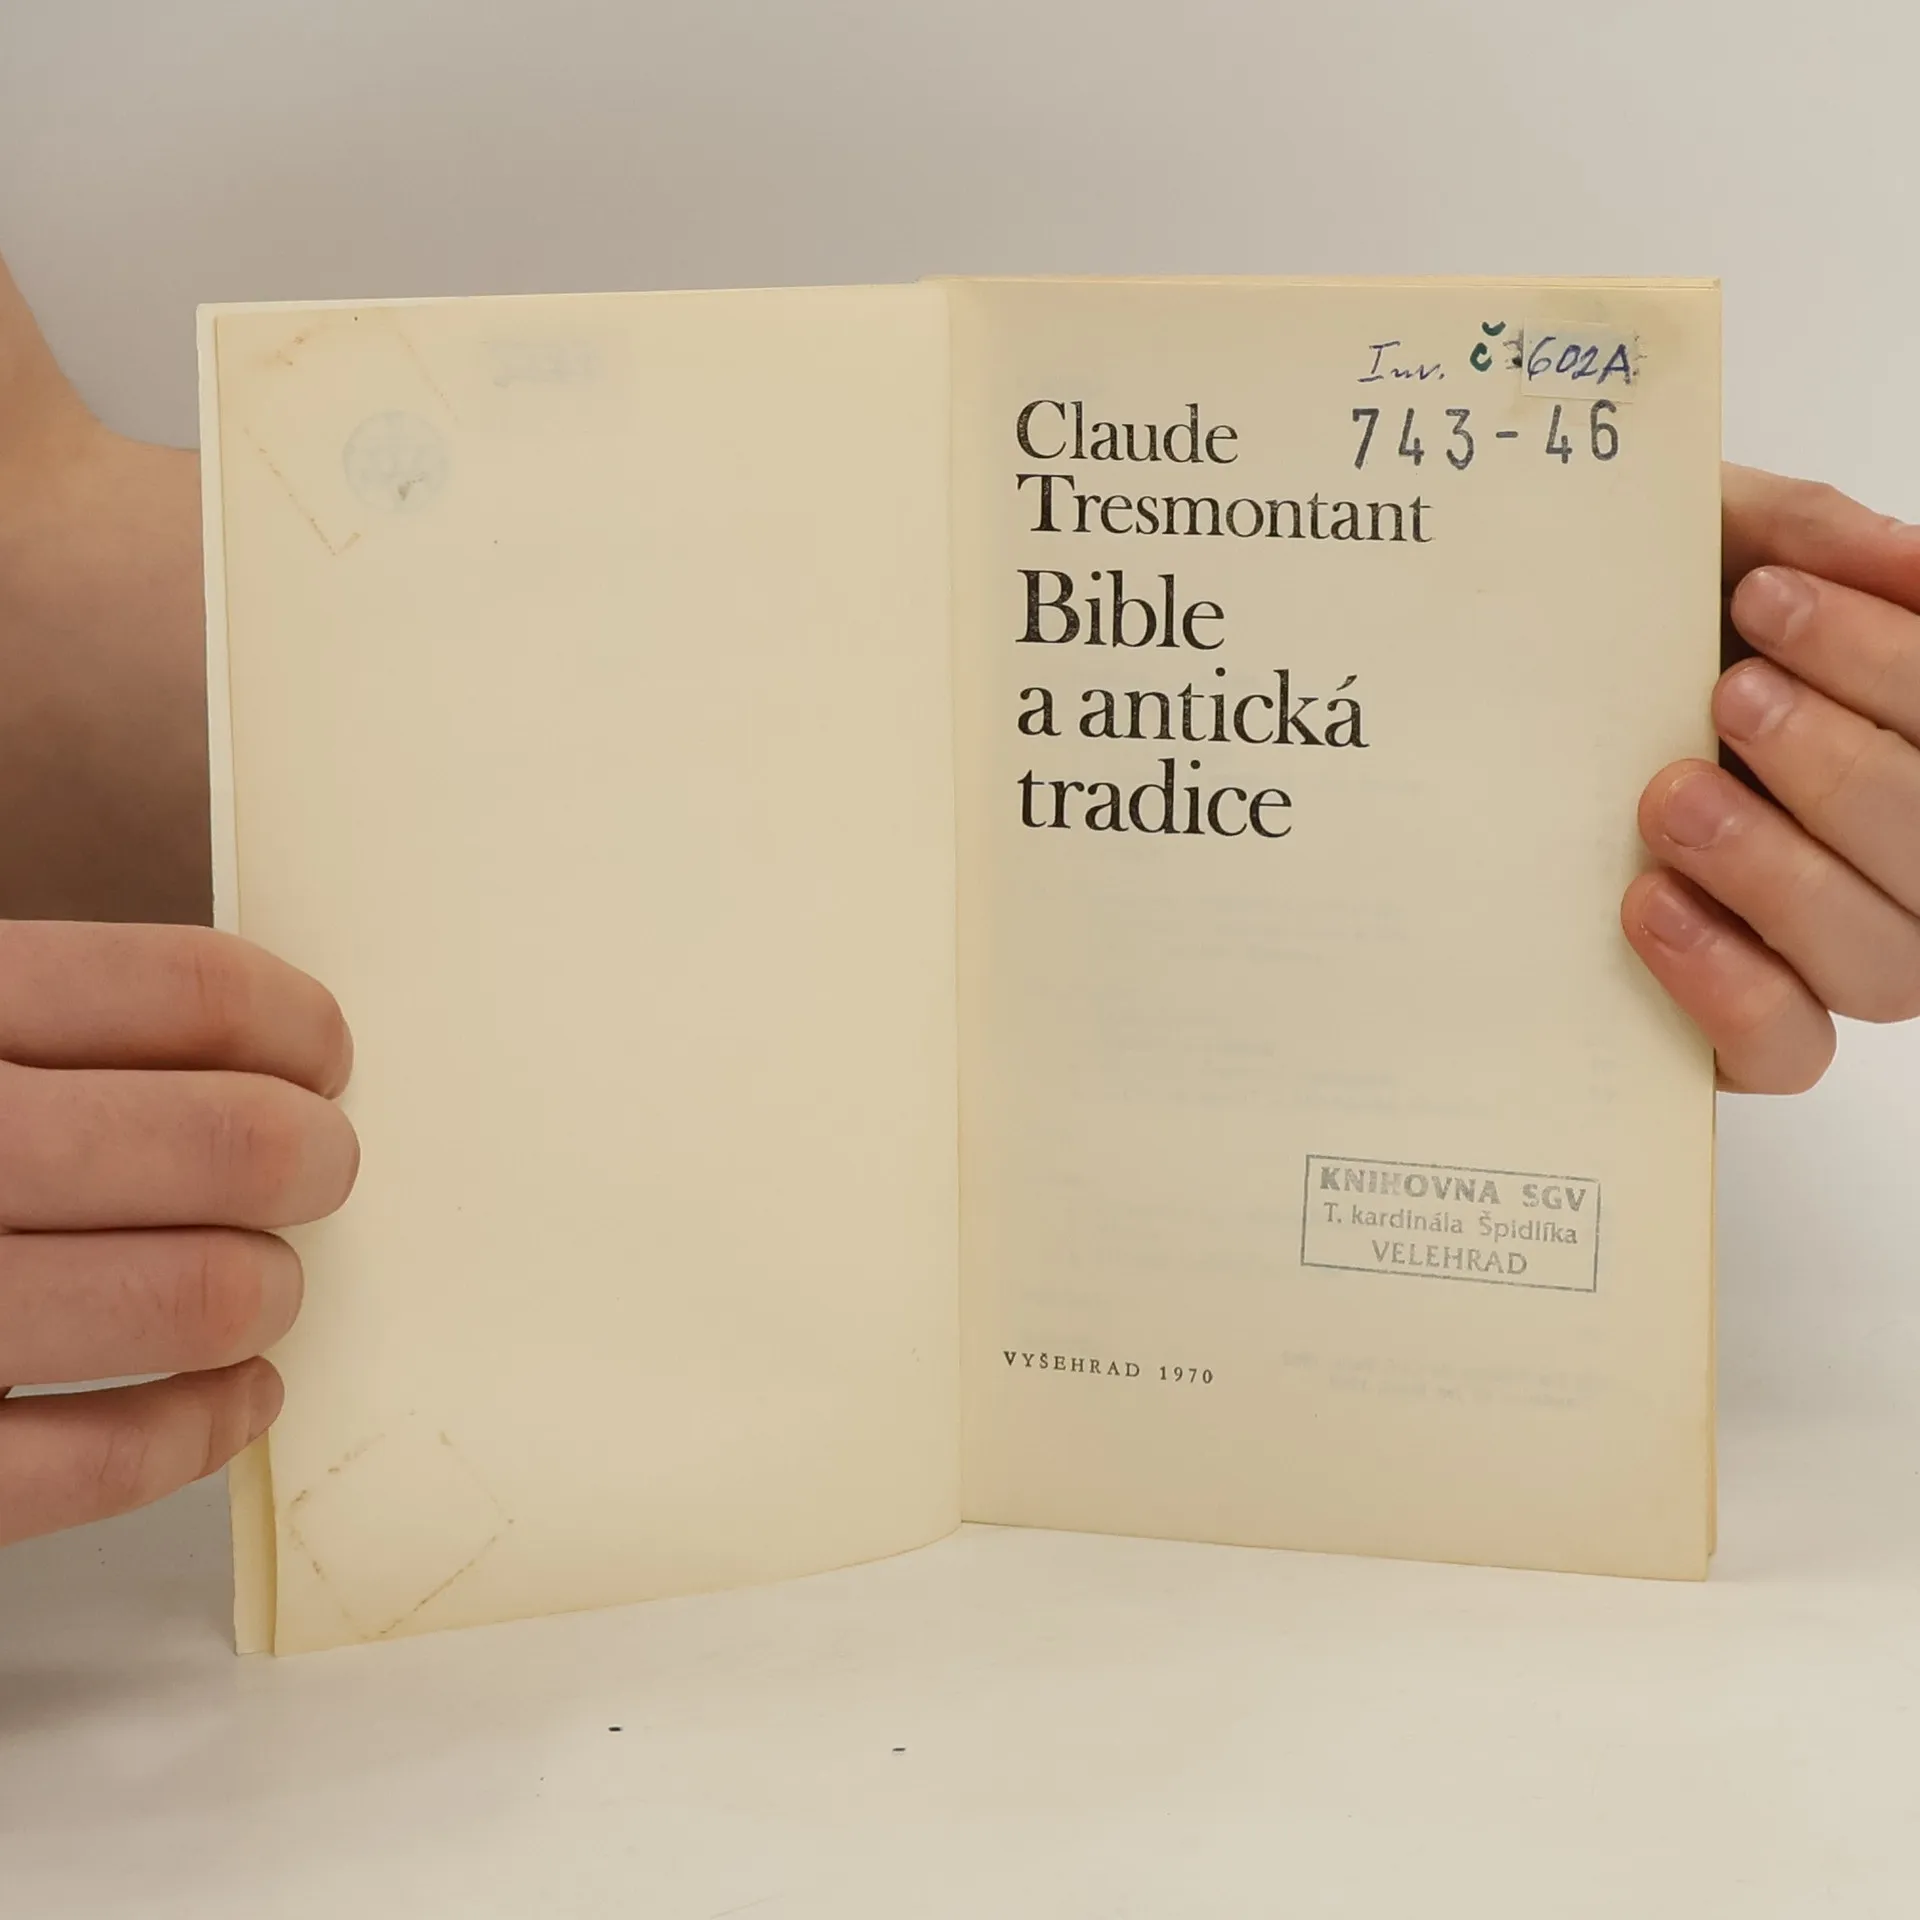 Inv. č 602A
743-46
Claude
Tresmontant
Bible
a antická
tradice
KNIHOVNA SGV
T. kardinála Špidlíka
VELEHRAD
VYŠEHRAD 1970